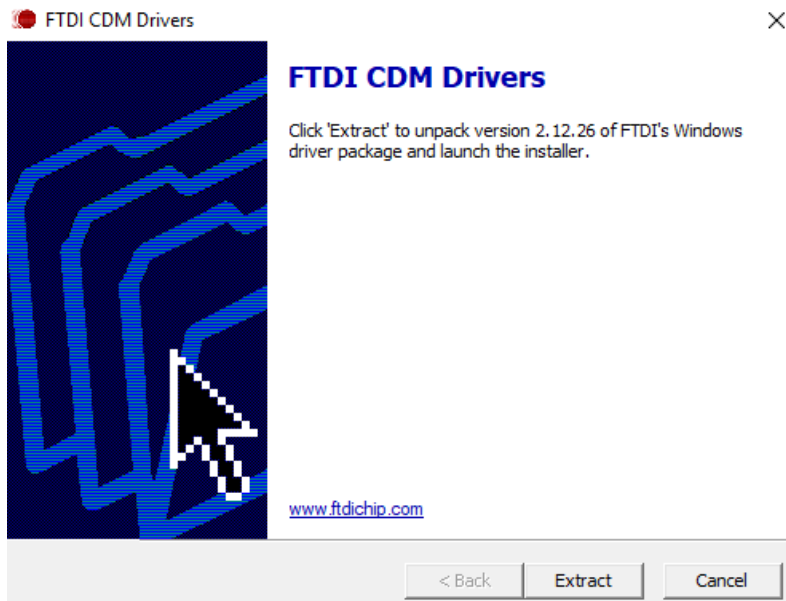 FTDI CDM Drivers
FTDI CDM Drivers
Click 'Extract' to unpack version 2.12.26 of FTDI's Windows
driver package and launch the installer.
www.ftdichip.com
< Back
Extract
Cancel